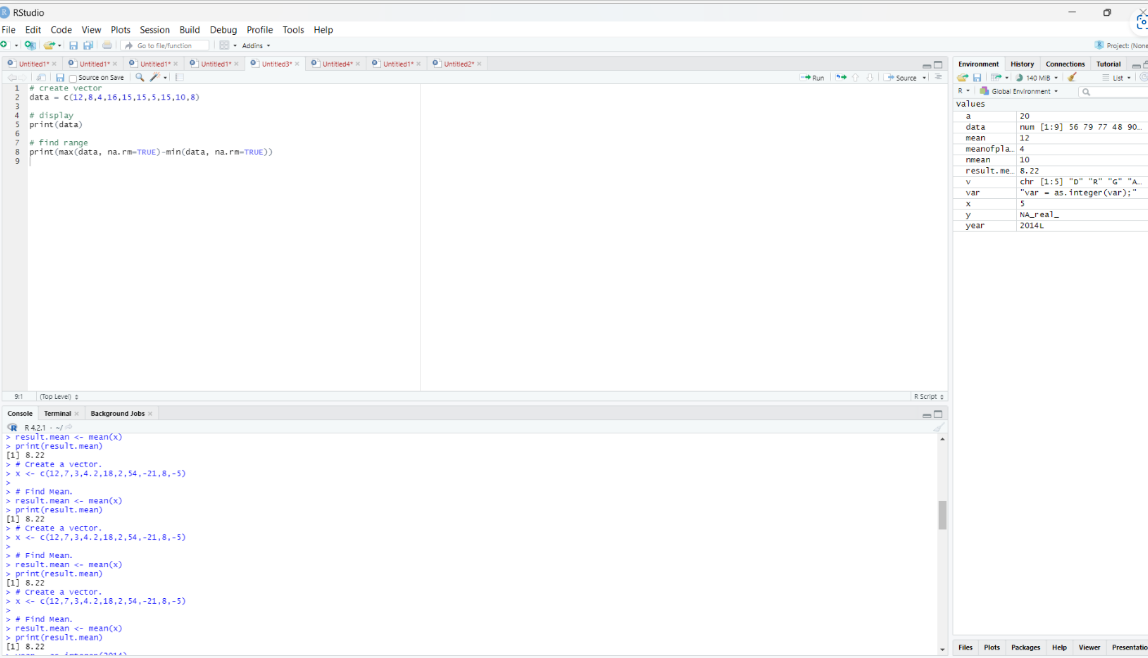 RStudio
File Edit Code View Plots Session Build Debug Profile Tools Help
Go to file/function Addins Project: (None
Untitled1* Untitled1* Untitled1* Untitled1* Untitled3* Untitled4* Untitled1* Untitled2*
Source on Save Run Source
1 # create vector
2 data = c(12,8,4,16,15,15,5,15,10,8)
3
4 # display
5 print(data)
6
7 # find range
8 print(max(data, na.rm=TRUE)-min(data, na.rm=TRUE))
9
9:1 (Top Level) R Script
Console Terminal Background Jobs
R 4.2.1 · ~/
> result.mean <- mean(x)
> print(result.mean)
[1] 8.22
> # Create a vector.
> x <- c(12,7,3,4.2,18,2,54,-21,8,-5)
>
> # Find Mean.
> result.mean <- mean(x)
> print(result.mean)
[1] 8.22
> # Create a vector.
> x <- c(12,7,3,4.2,18,2,54,-21,8,-5)
>
> # Find Mean.
> result.mean <- mean(x)
> print(result.mean)
[1] 8.22
> # Create a vector.
> x <- c(12,7,3,4.2,18,2,54,-21,8,-5)
>
> # Find Mean.
> result.mean <- mean(x)
> print(result.mean)
[1] 8.22
Environment History Connections Tutorial
140 MiB List
R Global Environment
values
a 20
data num [1:9] 56 79 77 48 90...
mean 12
meanofpla... 4
nmean 10
result.me... 8.22
v chr [1:5] "D" "R" "G" "A...
var "var = as.integer(var);"
x 5
y NA_real_
year 2014L
Files Plots Packages Help Viewer Presentatio